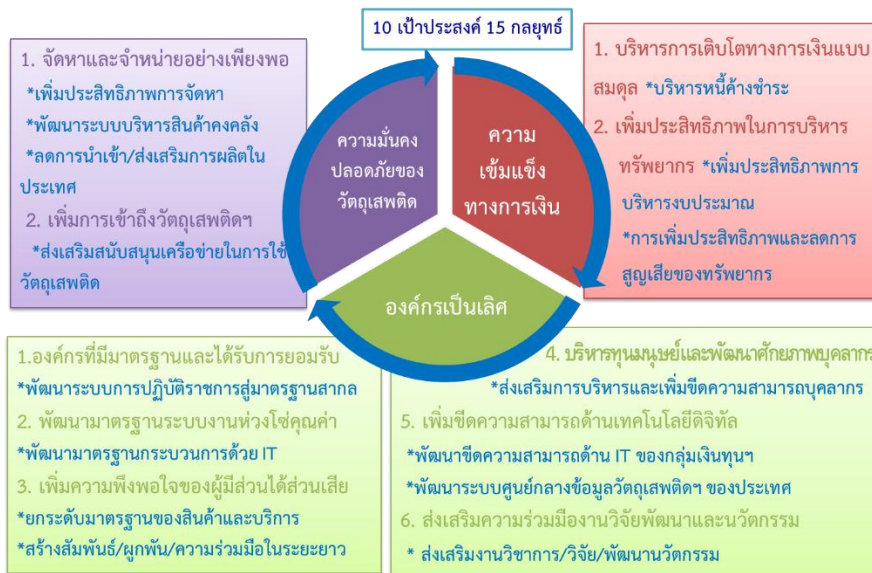 10 เป้าประสงค์ 15 กลยุทธ์
1. จัดหาและจำหน่ายอย่างเพียงพอ
*เพิ่มประสิทธิภาพการจัดหา
*พัฒนาระบบบริหารสินค้าคงคลัง
*ลดการนำเข้า/ส่งเสริมการผลิตใน
ประเทศ
2. เพิ่มการเข้าถึงวัตถุเสพติดฯ
*ส่งเสริมสนับสนุนเครือข่ายในการใช้
วัตถุเสพติด
ความมั่นคง
ปลอดภัยของ
วัตถุเสพติด
ความ
เข้มแข็ง
ทางการเงิน
องค์กรเป็นเลิศ
1. บริหารการเติบโตทางการเงินแบบ
สมดุล *บริหารหนี้ค้างชำระ
2. เพิ่มประสิทธิภาพในการบริหาร
ทรัพยากร *เพิ่มประสิทธิภาพการ
บริหารงบประมาณ
*การเพิ่มประสิทธิภาพและลดการ
สูญเสียของทรัพยากร
1.องค์กรที่มีมาตรฐานและได้รับการยอมรับ
*พัฒนาระบบการปฏิบัติราชการสู่มาตรฐานสากล
2. พัฒนามาตรฐานระบบงานห่วงโซ่คุณค่า
*พัฒนามาตรฐานกระบวนการด้วย IT
3. เพิ่มความพึงพอใจของผู้มีส่วนได้ส่วนเสีย
*ยกระดับมาตรฐานของสินค้าและบริการ
*สร้างสัมพันธ์/ผูกพัน/ความร่วมมือในระยะยาว
4. บริหารทุนมนุษย์และพัฒนาศักยภาพบุคลากร
*ส่งเสริมการบริหารและเพิ่มขีดความสามารถบุคลากร
5. เพิ่มขีดความสามารถด้านเทคโนโลยีดิจิทัล
*พัฒนาขีดความสามารถด้าน IT ของกลุ่มเงินทุนฯ
*พัฒนาระบบศูนย์กลางข้อมูลวัตถุเสพติดฯ ของประเทศ
6. ส่งเสริมความร่วมมืองานวิจัยพัฒนาและนวัตกรรม
* ส่งเสริมงานวิชาการ/วิจัย/พัฒนานวัตกรรม